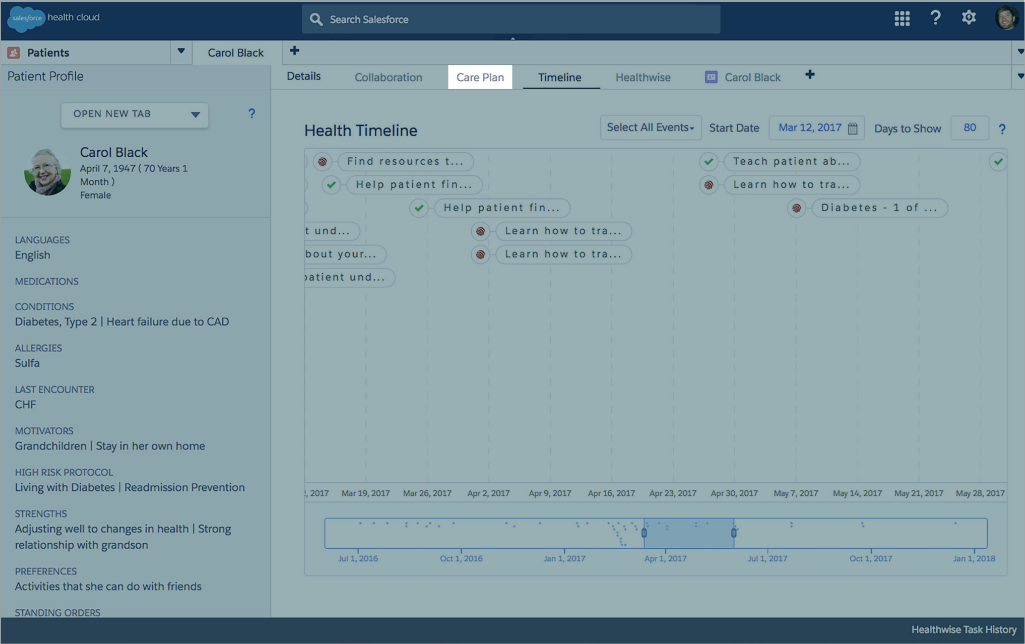 salesforce health cloud
Search Salesforce
?
Patients
Carol Black
+
Patient Profile
OPEN NEW TAB
?
Carol Black
April 7, 1947 ( 70 Years 1
Month )
Female
LANGUAGES
English
MEDICATIONS
CONDITIONS
Diabetes, Type 2 | Heart failure due to CAD
ALLERGIES
Sulfa
LAST ENCOUNTER
CHF
MOTIVATORS
Grandchildren | Stay in her own home
HIGH RISK PROTOCOL
Living with Diabetes | Readmission Prevention
STRENGTHS
Adjusting well to changes in health | Strong
relationship with grandson
PREFERENCES
Activities that she can do with friends
STANDING ORDERS
Details Collaboration Care Plan Timeline Healthwise Carol Black +
Health Timeline
Select All Events Start Date Mar 12, 2017 Days to Show 80 ?
Find resources t... Teach patient ab...
Help patient fin... Learn how to tra...
Help patient fin... Diabetes - 1 of ...
t und... Learn how to tra...
bout your... Learn how to tra...
patient und...
, 2017 Mar 19, 2017 Mar 26, 2017 Apr 2, 2017 Apr 9, 2017 Apr 16, 2017 Apr 23, 2017 Apr 30, 2017 May 7, 2017 May 14, 2017 May 21, 2017 May 28, 2017
Jul 1, 2016 Oct 1, 2016 Jan 1, 2017 Apr 1, 2017 Jul 1, 2017 Oct 1, 2017 Jan 1, 2018
Healthwise Task History